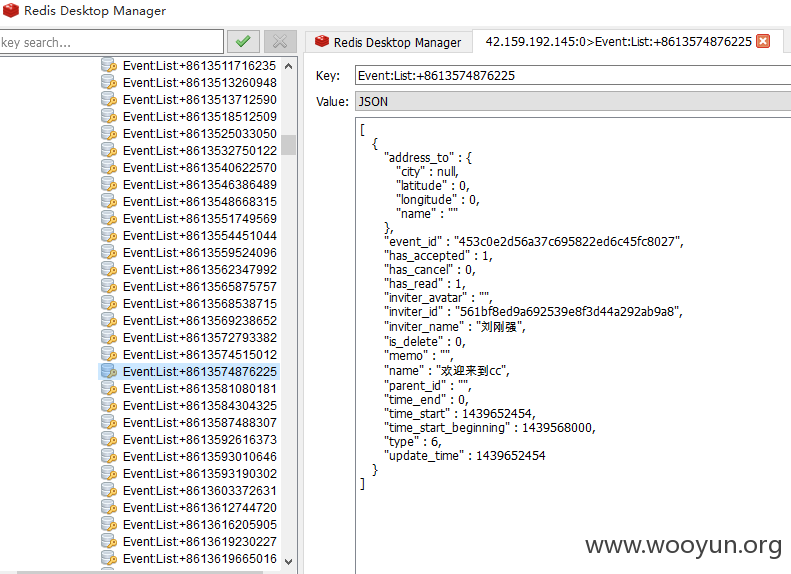 Redis Desktop Manager
key search...
Event:List:+8613511716235
Event:List:+8613513260948
Event:List:+8613513712590
Event:List:+8613518512509
Event:List:+8613525033050
Event:List:+8613532750122
Event:List:+8613540622570
Event:List:+8613546386489
Event:List:+8613548668315
Event:List:+8613551749569
Event:List:+8613554451044
Event:List:+8613559524096
Event:List:+8613562347992
Event:List:+8613565875757
Event:List:+8613568538715
Event:List:+8613569238652
Event:List:+8613572793382
Event:List:+8613574515012
Event:List:+8613574876225
Event:List:+8613581080181
Event:List:+8613584304325
Event:List:+8613587488307
Event:List:+8613592616373
Event:List:+8613593010646
Event:List:+8613593190302
Event:List:+8613603372631
Event:List:+8613612744720
Event:List:+8613616205905
Event:List:+8613619230227
Event:List:+8613619665016
Redis Desktop Manager
42.159.192.145:0>Event:List:+8613574876225
Key: Event:List:+8613574876225
Value: JSON
[
{
"address_to" : {
"city" : null,
"latitude" : 0,
"longitude" : 0,
"name" : ""
},
"event_id" : "453c0e2d56a37c695822ed6c45fc8027",
"has_accepted" : 1,
"has_cancel" : 0,
"has_read" : 1,
"inviter_avatar" : "",
"inviter_id" : "561bf8ed9a692539e8f3d44a292ab9a8",
"inviter_name" : "刘刚强",
"is_delete" : 0,
"memo" : "",
"name" : "欢迎来到cc",
"parent_id" : "",
"time_end" : 0,
"time_start" : 1439652454,
"time_start_beginning" : 1439568000,
"type" : 6,
"update_time" : 1439652454
}
]
www.wooyun.org